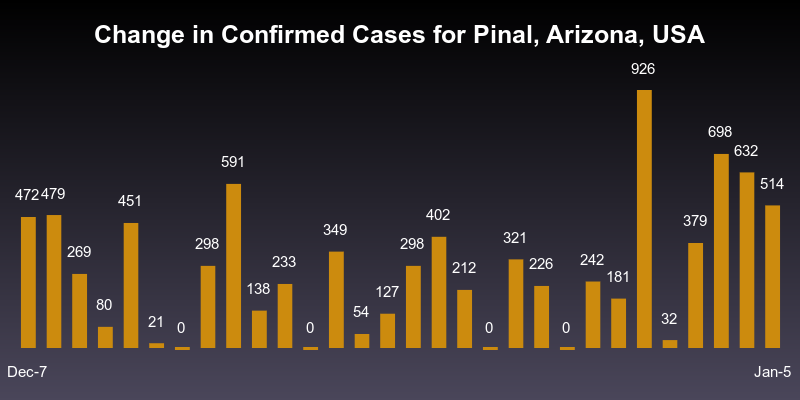 Change in Confirmed Cases for Pinal, Arizona, USA
472 479 269 80 451 21 0 298 591 138 233 0 349 54 127 298 402 212 0 321 226 0 242 181 926 32 379 698 632 514
Dec-7 Jan-5